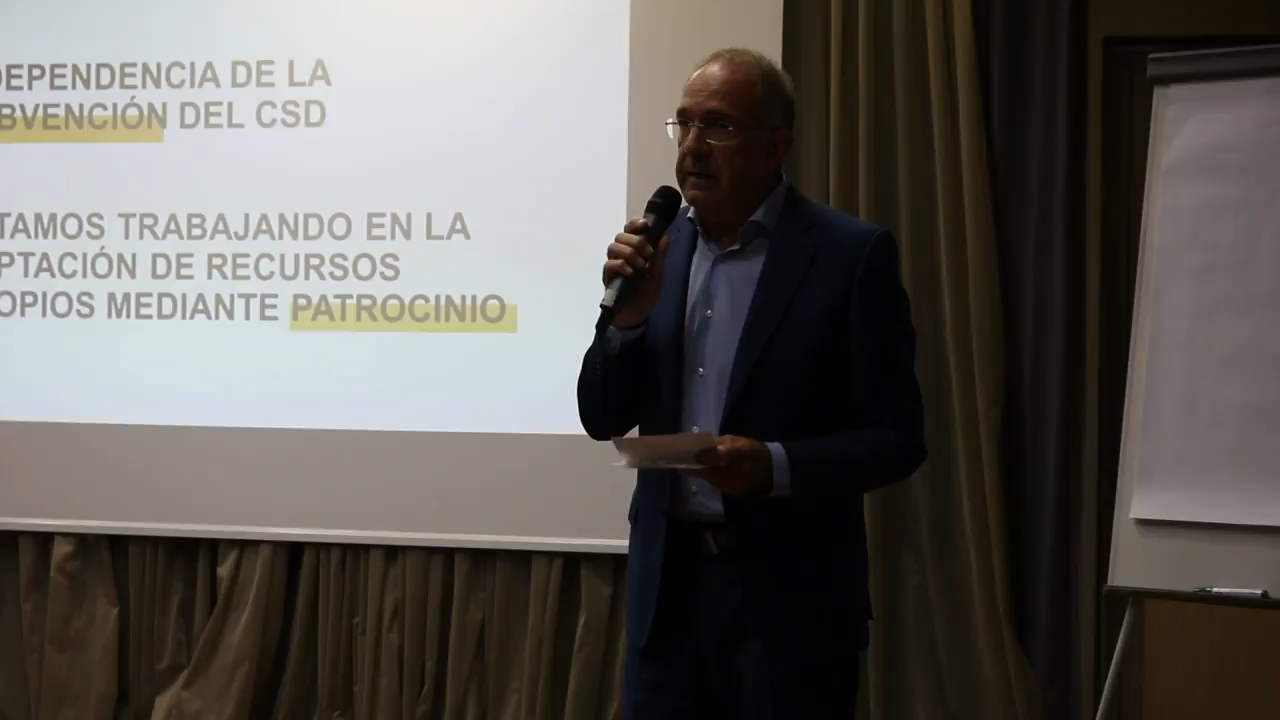 DEPENDENCIA DE LA
BVENCIÓN DEL CSD
TAMOS TRABAJANDO EN LA
PTACIÓN DE RECURSOS
OPIOS MEDIANTE PATROCINIO